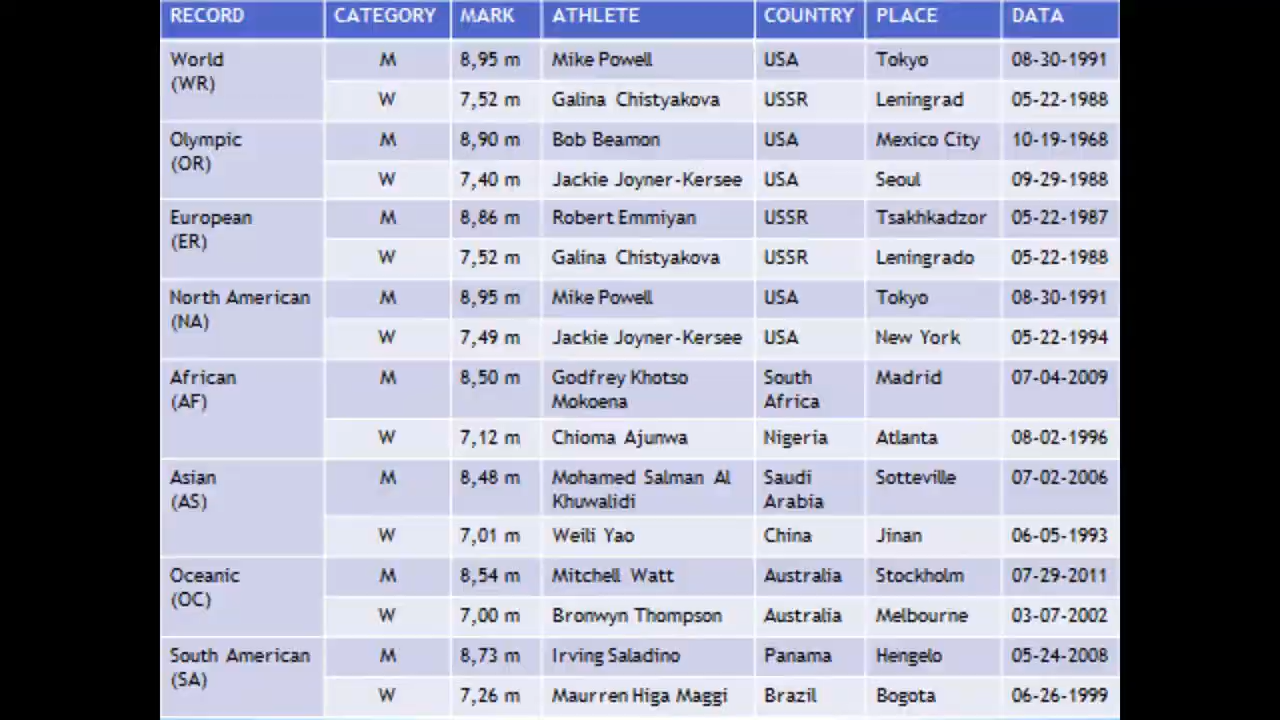 RECORD CATEGORY MARK ATHLETE COUNTRY PLACE DATA
World M 8,95 m Mike Powell USA Tokyo 08-30-1991
(WR)
W 7,52 m Galina Chistyakova USSR Leningrad 05-22-1988
Olympic M 8,90 m Bob Beamon USA Mexico City 10-19-1968
(OR)
W 7,40 m Jackie Joyner-Kersee USA Seoul 09-29-1988
European M 8,86 m Robert Emmiyan USSR Tsakhkadzor 05-22-1987
(ER)
W 7,52 m Galina Chistyakova USSR Leningrado 05-22-1988
North American M 8,95 m Mike Powell USA Tokyo 08-30-1991
(NA)
W 7,49 m Jackie Joyner-Kersee USA New York 05-22-1994
African M 8,50 m Godfrey Khotso South Madrid 07-04-2009
(AF) Mokoena Africa
W 7,12 m Chioma Ajunwa Nigeria Atlanta 08-02-1996
Asian M 8,48 m Mohamed Salman Al Saudi Sotteville 07-02-2006
(AS) Khuwalidi Arabia
W 7,01 m Weili Yao China Jinan 06-05-1993
Oceanic M 8,54 m Mitchell Watt Australia Stockholm 07-29-2011
(OC)
W 7,00 m Bronwyn Thompson Australia Melbourne 03-07-2002
South American M 8,73 m Irving Saladino Panama Hengelo 05-24-2008
(SA)
W 7,26 m Maurren Higa Maggi Brazil Bogota 06-26-1999